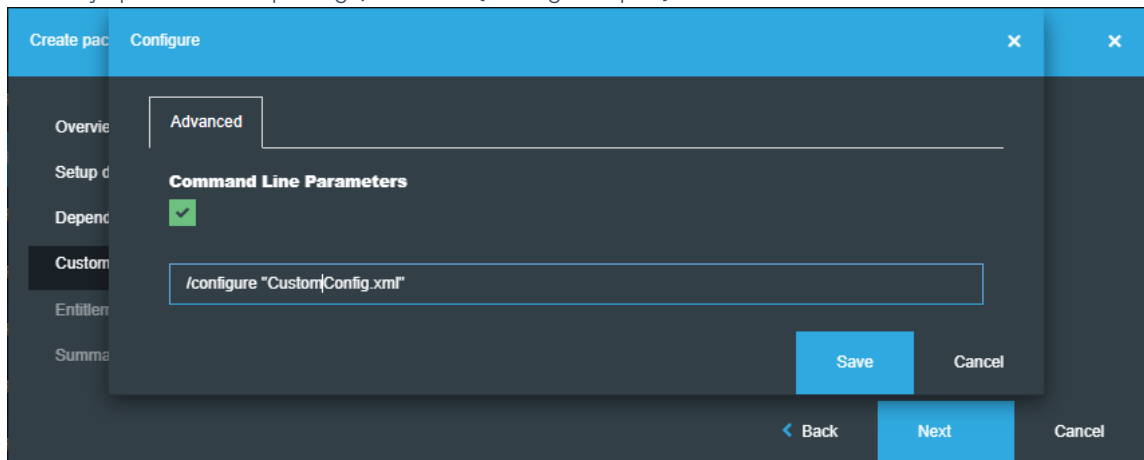 Create pac
Configure
Overvie
Advanced
Setup d
Command Line Parameters
Depend
Custom
/configure "CustomConfig.xml"
Entitlem
Summa
Save
Cancel
Back
Next
Cancel